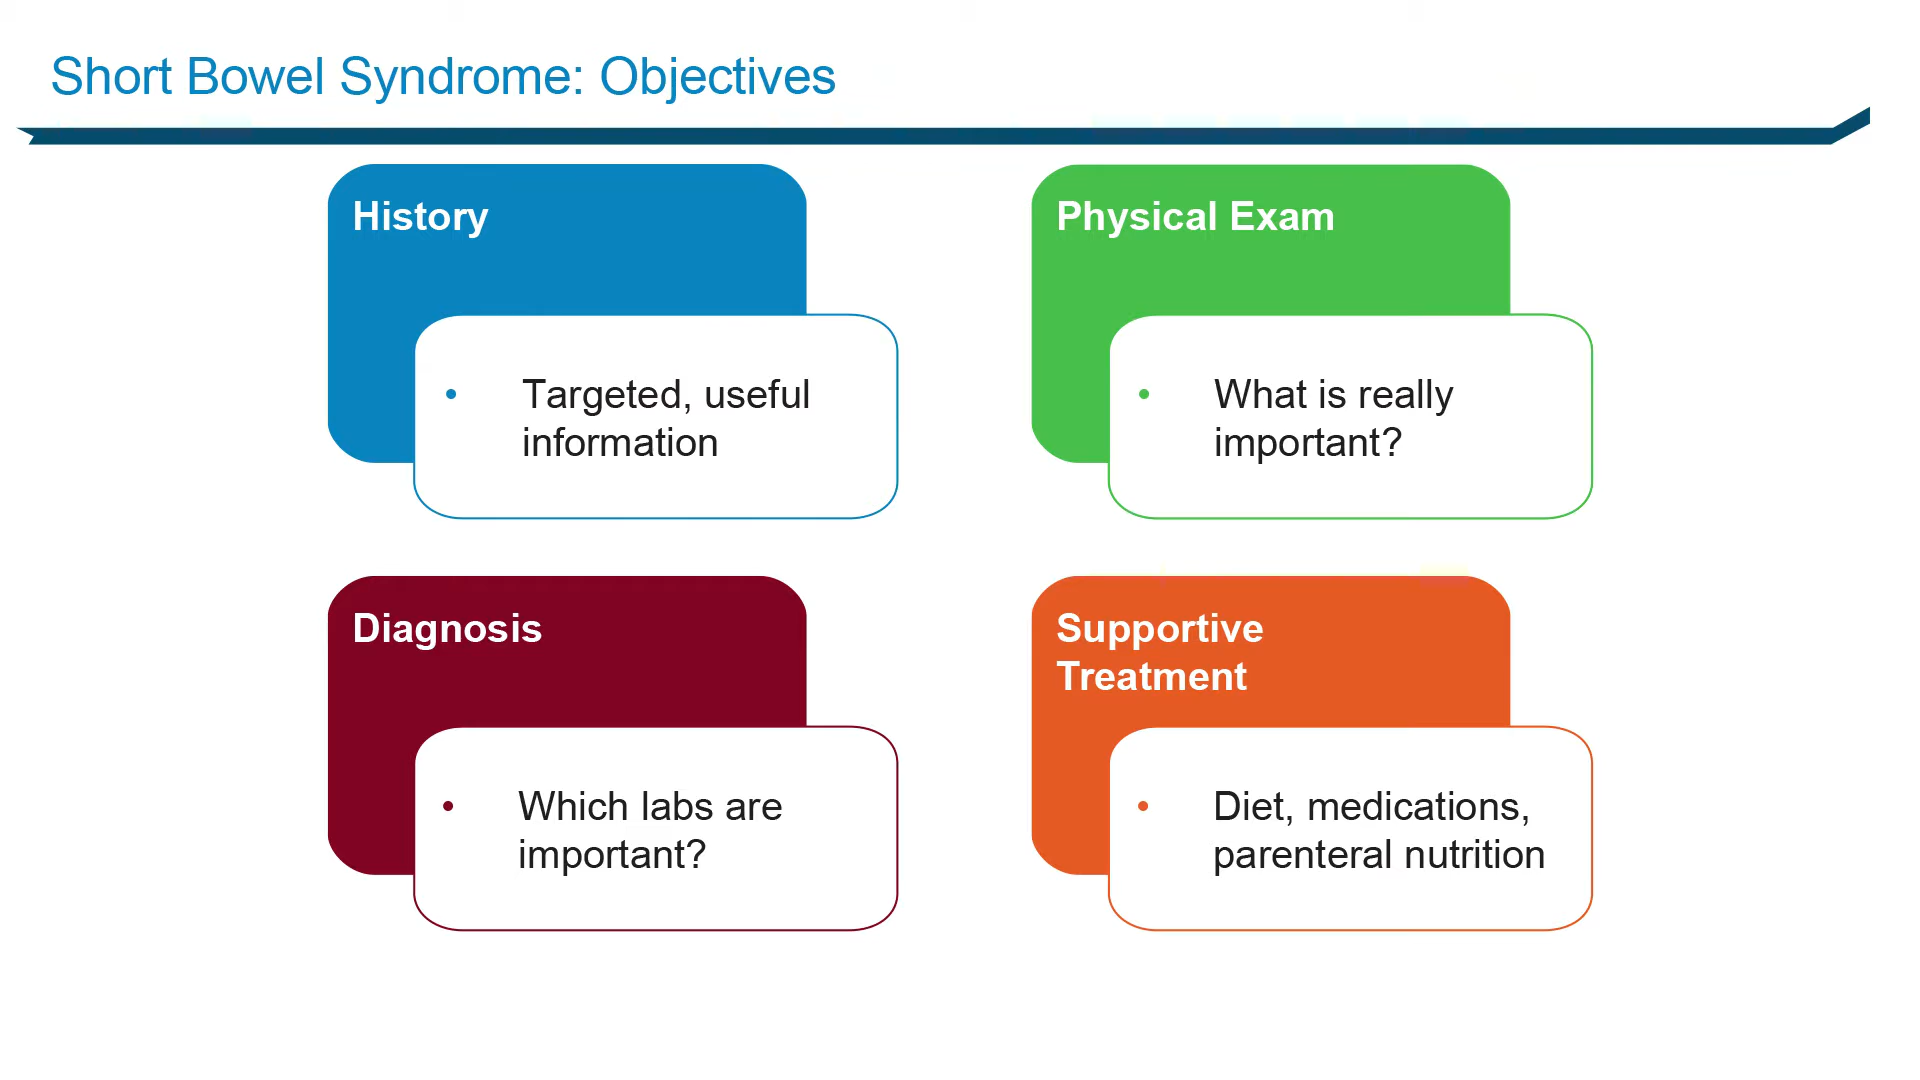 Short Bowel Syndrome: Objectives
History
• Targeted, useful
information
Physical Exam
• What is really
important?
Diagnosis
• Which labs are
important?
Supportive
Treatment
• Diet, medications,
parenteral nutrition